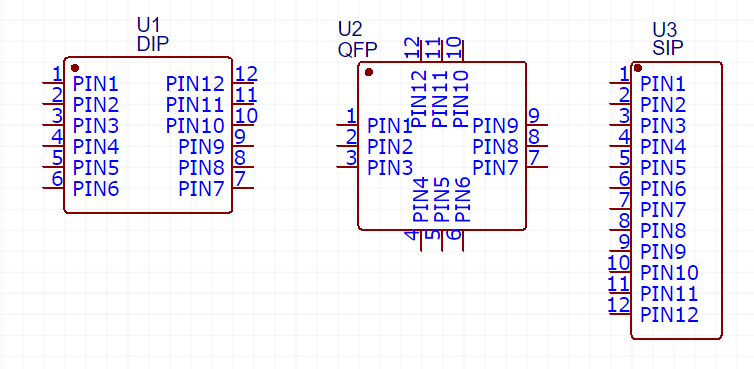 U1
DIP
1 PIN1 PIN12 12
2 PIN2 PIN11 11
3 PIN3 PIN10 10
4 PIN4 PIN9 9
5 PIN5 PIN8 8
6 PIN6 PIN7 7
U2
QFP
12 11 10
PIN12 PIN11 PIN10
1 PIN1 PIN9 9
2 PIN2 PIN8 8
3 PIN3 PIN7 7
PIN4 PIN5 PIN6
4 5 6
U3
SIP
1 PIN1
2 PIN2
3 PIN3
4 PIN4
5 PIN5
6 PIN6
7 PIN7
8 PIN8
9 PIN9
10 PIN10
11 PIN11
12 PIN12